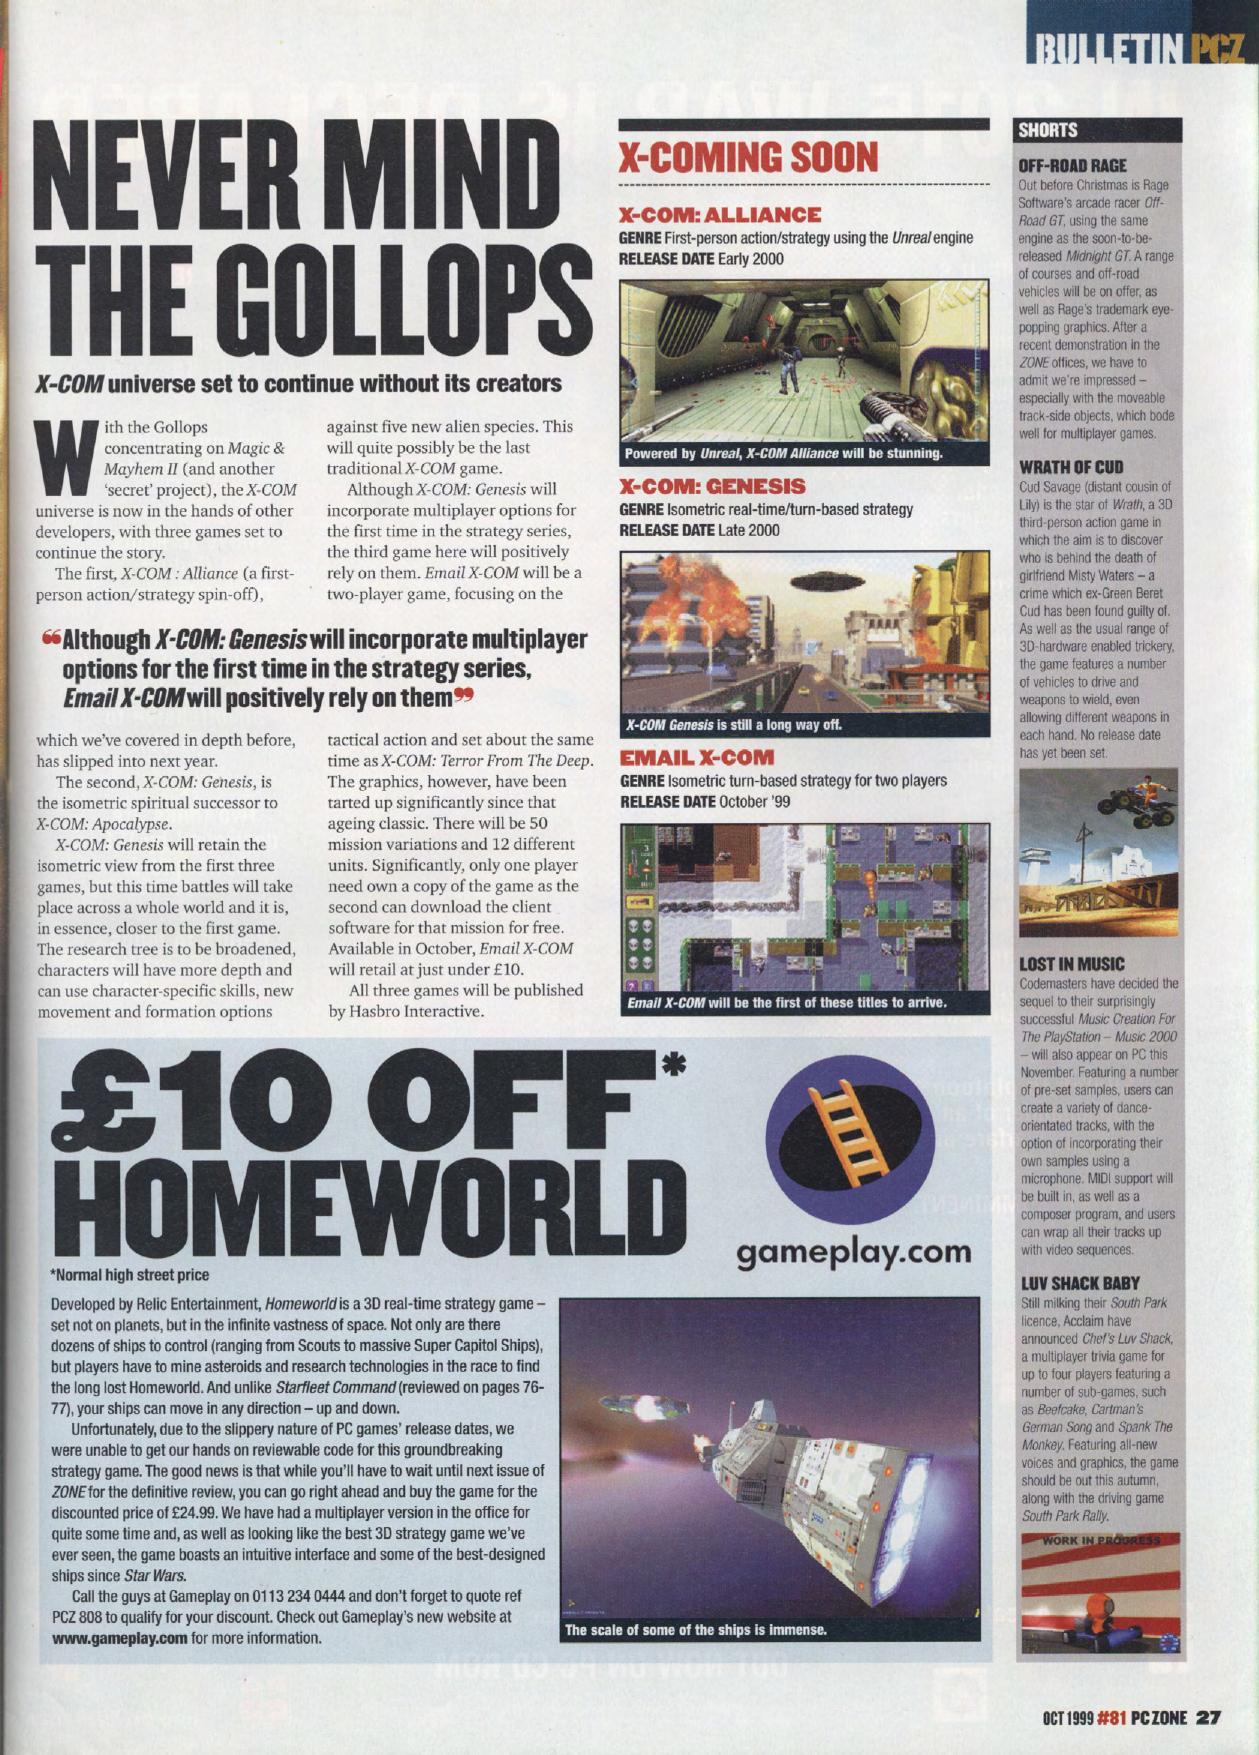 BULLETIN PCZ
NEVER MIND
THE GOLLOPS
X-COM universe set to continue without its creators
With the Gollops
concentrating on Magic &
Mayhem II (and another
'secret' project), the X-COM
universe is now in the hands of other
developers, with three games set to
continue the story.
The first, X-COM : Alliance (a first-
person action/strategy spin-off),
against five new alien species. This
will quite possibly be the last
traditional X-COM game.
Although X-COM: Genesis will
incorporate multiplayer options for
the first time in the strategy series,
the third game here will positively
rely on them. Email X-COM will be a
two-player game, focusing on the
“Although X-COM: Genesis will incorporate multiplayer
options for the first time in the strategy series,
Email X-COM will positively rely on them”
which we've covered in depth before,
has slipped into next year.
The second, X-COM: Genesis, is
the isometric spiritual successor to
X-COM: Apocalypse.
X-COM: Genesis will retain the
isometric view from the first three
games, but this time battles will take
place across a whole world and it is,
in essence, closer to the first game.
The research tree is to be broadened,
characters will have more depth and
can use character-specific skills, new
movement and formation options
tactical action and set about the same
time as X-COM: Terror From The Deep.
The graphics, however, have been
tarted up significantly since that
ageing classic. There will be 50
mission variations and 12 different
units. Significantly, only one player
need own a copy of the game as the
second can download the client
software for that mission for free.
Available in October, Email X-COM
will retail at just under £10.
All three games will be published
by Hasbro Interactive.
X-COMING SOON
X-COM: ALLIANCE
GENRE First-person action/strategy using the Unreal engine
RELEASE DATE Early 2000
Powered by Unreal, X-COM Alliance will be stunning.
X-COM: GENESIS
GENRE Isometric real-time/turn-based strategy
RELEASE DATE Late 2000
X-COM Genesis is still a long way off.
EMAIL X-COM
GENRE Isometric turn-based strategy for two players
RELEASE DATE October '99
Email X-COM will be the first of these titles to arrive.
£10 OFF*
HOMEWORLD
*Normal high street price
gameplay.com
Developed by Relic Entertainment, Homeworld is a 3D real-time strategy game –
set not on planets, but in the infinite vastness of space. Not only are there
dozens of ships to control (ranging from Scouts to massive Super Capitol Ships),
but players have to mine asteroids and research technologies in the race to find
the long lost Homeworld. And unlike Starfleet Command (reviewed on pages 76-
77), your ships can move in any direction – up and down.
Unfortunately, due to the slippery nature of PC games' release dates, we
were unable to get our hands on reviewable code for this groundbreaking
strategy game. The good news is that while you'll have to wait until next issue of
ZONE for the definitive review, you can go right ahead and buy the game for the
discounted price of £24.99. We have had a multiplayer version in the office for
quite some time and, as well as looking like the best 3D strategy game we've
ever seen, the game boasts an intuitive interface and some of the best-designed
ships since Star Wars.
Call the guys at Gameplay on 0113 234 0444 and don't forget to quote ref
PCZ 808 to qualify for your discount. Check out Gameplay's new website at
www.gameplay.com for more information.
The scale of some of the ships is immense.
SHORTS
OFF-ROAD RAGE
Out before Christmas is Rage
Software's arcade racer Off-
Road GT, using the same
engine as the soon-to-be-
released Midnight GT. A range
of courses and off-road
vehicles will be on offer, as
well as Rage's trademark eye-
popping graphics. After a
recent demonstration in the
ZONE offices, we have to
admit we're impressed –
especially with the moveable
track-side objects, which bode
well for multiplayer games.
WRATH OF CUD
Cud Savage (distant cousin of
Lily) is the star of Wrath, a 3D
third-person action game in
which the aim is to discover
who is behind the death of
girlfriend Misty Waters – a
crime which ex-Green Beret
Cud has been found guilty of.
As well as the usual range of
3D-hardware enabled trickery,
the game features a number
of vehicles to drive and
weapons to wield, even
allowing different weapons in
each hand. No release date
has yet been set.
LOST IN MUSIC
Codemasters have decided the
sequel to their surprisingly
successful Music Creation For
The PlayStation – Music 2000
– will also appear on PC this
November. Featuring a number
of pre-set samples, users can
create a variety of dance-
orientated tracks, with the
option of incorporating their
own samples using a
microphone. MIDI support will
be built in, as well as a
composer program, and users
can wrap all their tracks up
with video sequences.
LUV SHACK BABY
Still milking their South Park
licence, Acclaim have
announced Chef's Luv Shack,
a multiplayer trivia game for
up to four players featuring a
number of sub-games, such
as Beefcake, Cartman's
German Song and Spank The
Monkey. Featuring all-new
voices and graphics, the game
should be out this autumn,
along with the driving game
South Park Rally.
WORK IN PROGRESS
OCT 1999 #81 PC ZONE 27